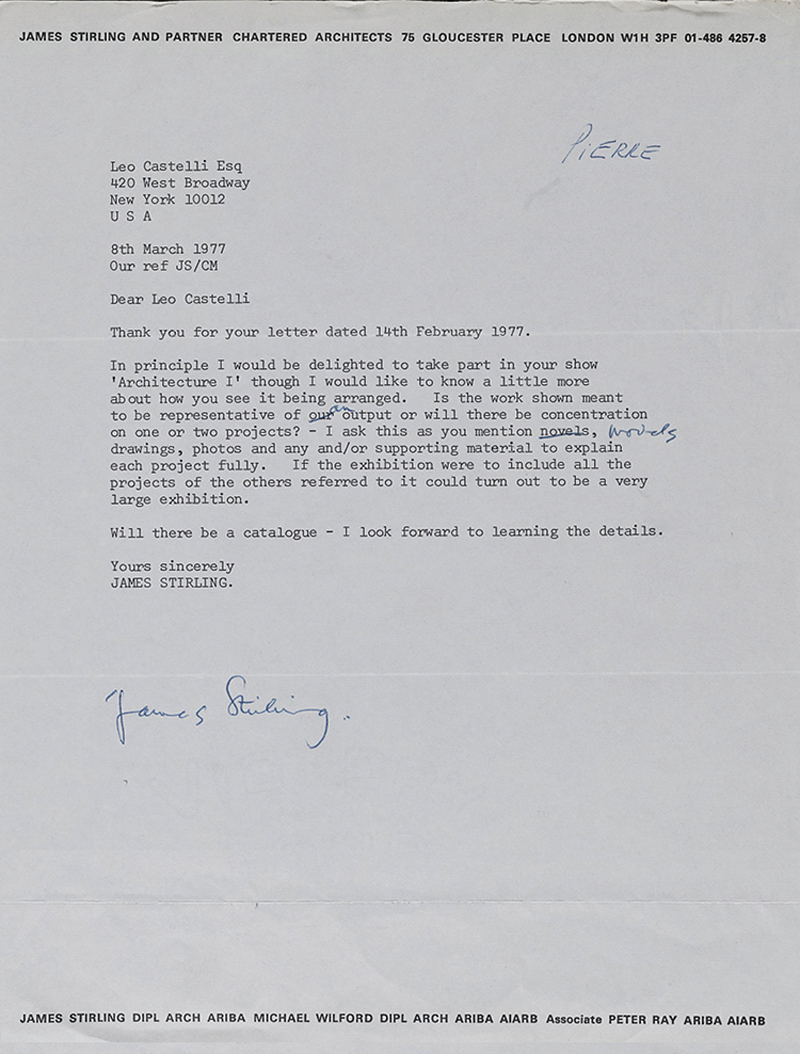 JAMES STIRLING AND PARTNER CHARTERED ARCHITECTS 75 GLOUCESTER PLACE LONDON W1H 3PF 01-486 4257-8
PIERRE
Leo Castelli Esq
420 West Broadway
New York 10012
U S A
8th March 1977
Our ref JS/CM
Dear Leo Castelli
Thank you for your letter dated 14th February 1977.
In principle I would be delighted to take part in your show
'Architecture I' though I would like to know a little more
about how you see it being arranged. Is the work shown meant
to be representative of our an output or will there be concentration
on one or two projects? - I ask this as you mention novels, models
drawings, photos and any and/or supporting material to explain
each project fully. If the exhibition were to include all the
projects of the others referred to it could turn out to be a very
large exhibition.
Will there be a catalogue - I look forward to learning the details.
Yours sincerely
JAMES STIRLING.
James Stirling.
JAMES STIRLING DIPL ARCH ARIBA MICHAEL WILFORD DIPL ARCH ARIBA AIARB Associate PETER RAY ARIBA AIARB